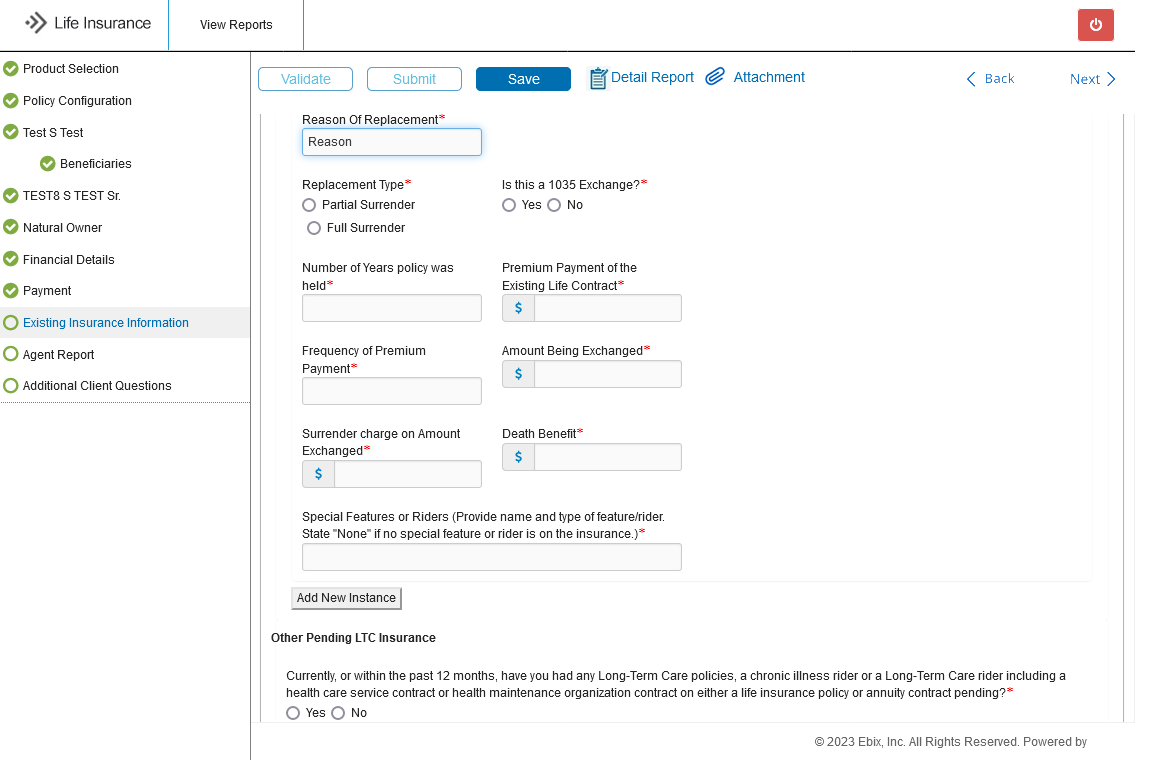 Life Insurance
View Reports
Product Selection
Policy Configuration
Test S Test
Beneficiaries
TEST8 S TEST Sr.
Natural Owner
Financial Details
Payment
Existing Insurance Information
Agent Report
Additional Client Questions
Validate Submit Save Detail Report Attachment Back Next
Reason Of Replacement*
Reason
Replacement Type* Is this a 1035 Exchange?*
Partial Surrender Yes No
Full Surrender
Number of Years policy was held*
Premium Payment of the
Existing Life Contract*
$
Frequency of Premium
Payment*
Amount Being Exchanged*
$
Surrender charge on Amount
Exchanged*
$
Death Benefit*
$
Special Features or Riders (Provide name and type of feature/rider.
State "None" if no special feature or rider is on the insurance.)*
Add New Instance
Other Pending LTC Insurance
Currently, or within the past 12 months, have you had any Long-Term Care policies, a chronic illness rider or a Long-Term Care rider including a
health care service contract or health maintenance organization contract on either a life insurance policy or annuity contract pending?*
Yes No
© 2023 Ebix, Inc. All Rights Reserved. Powered by